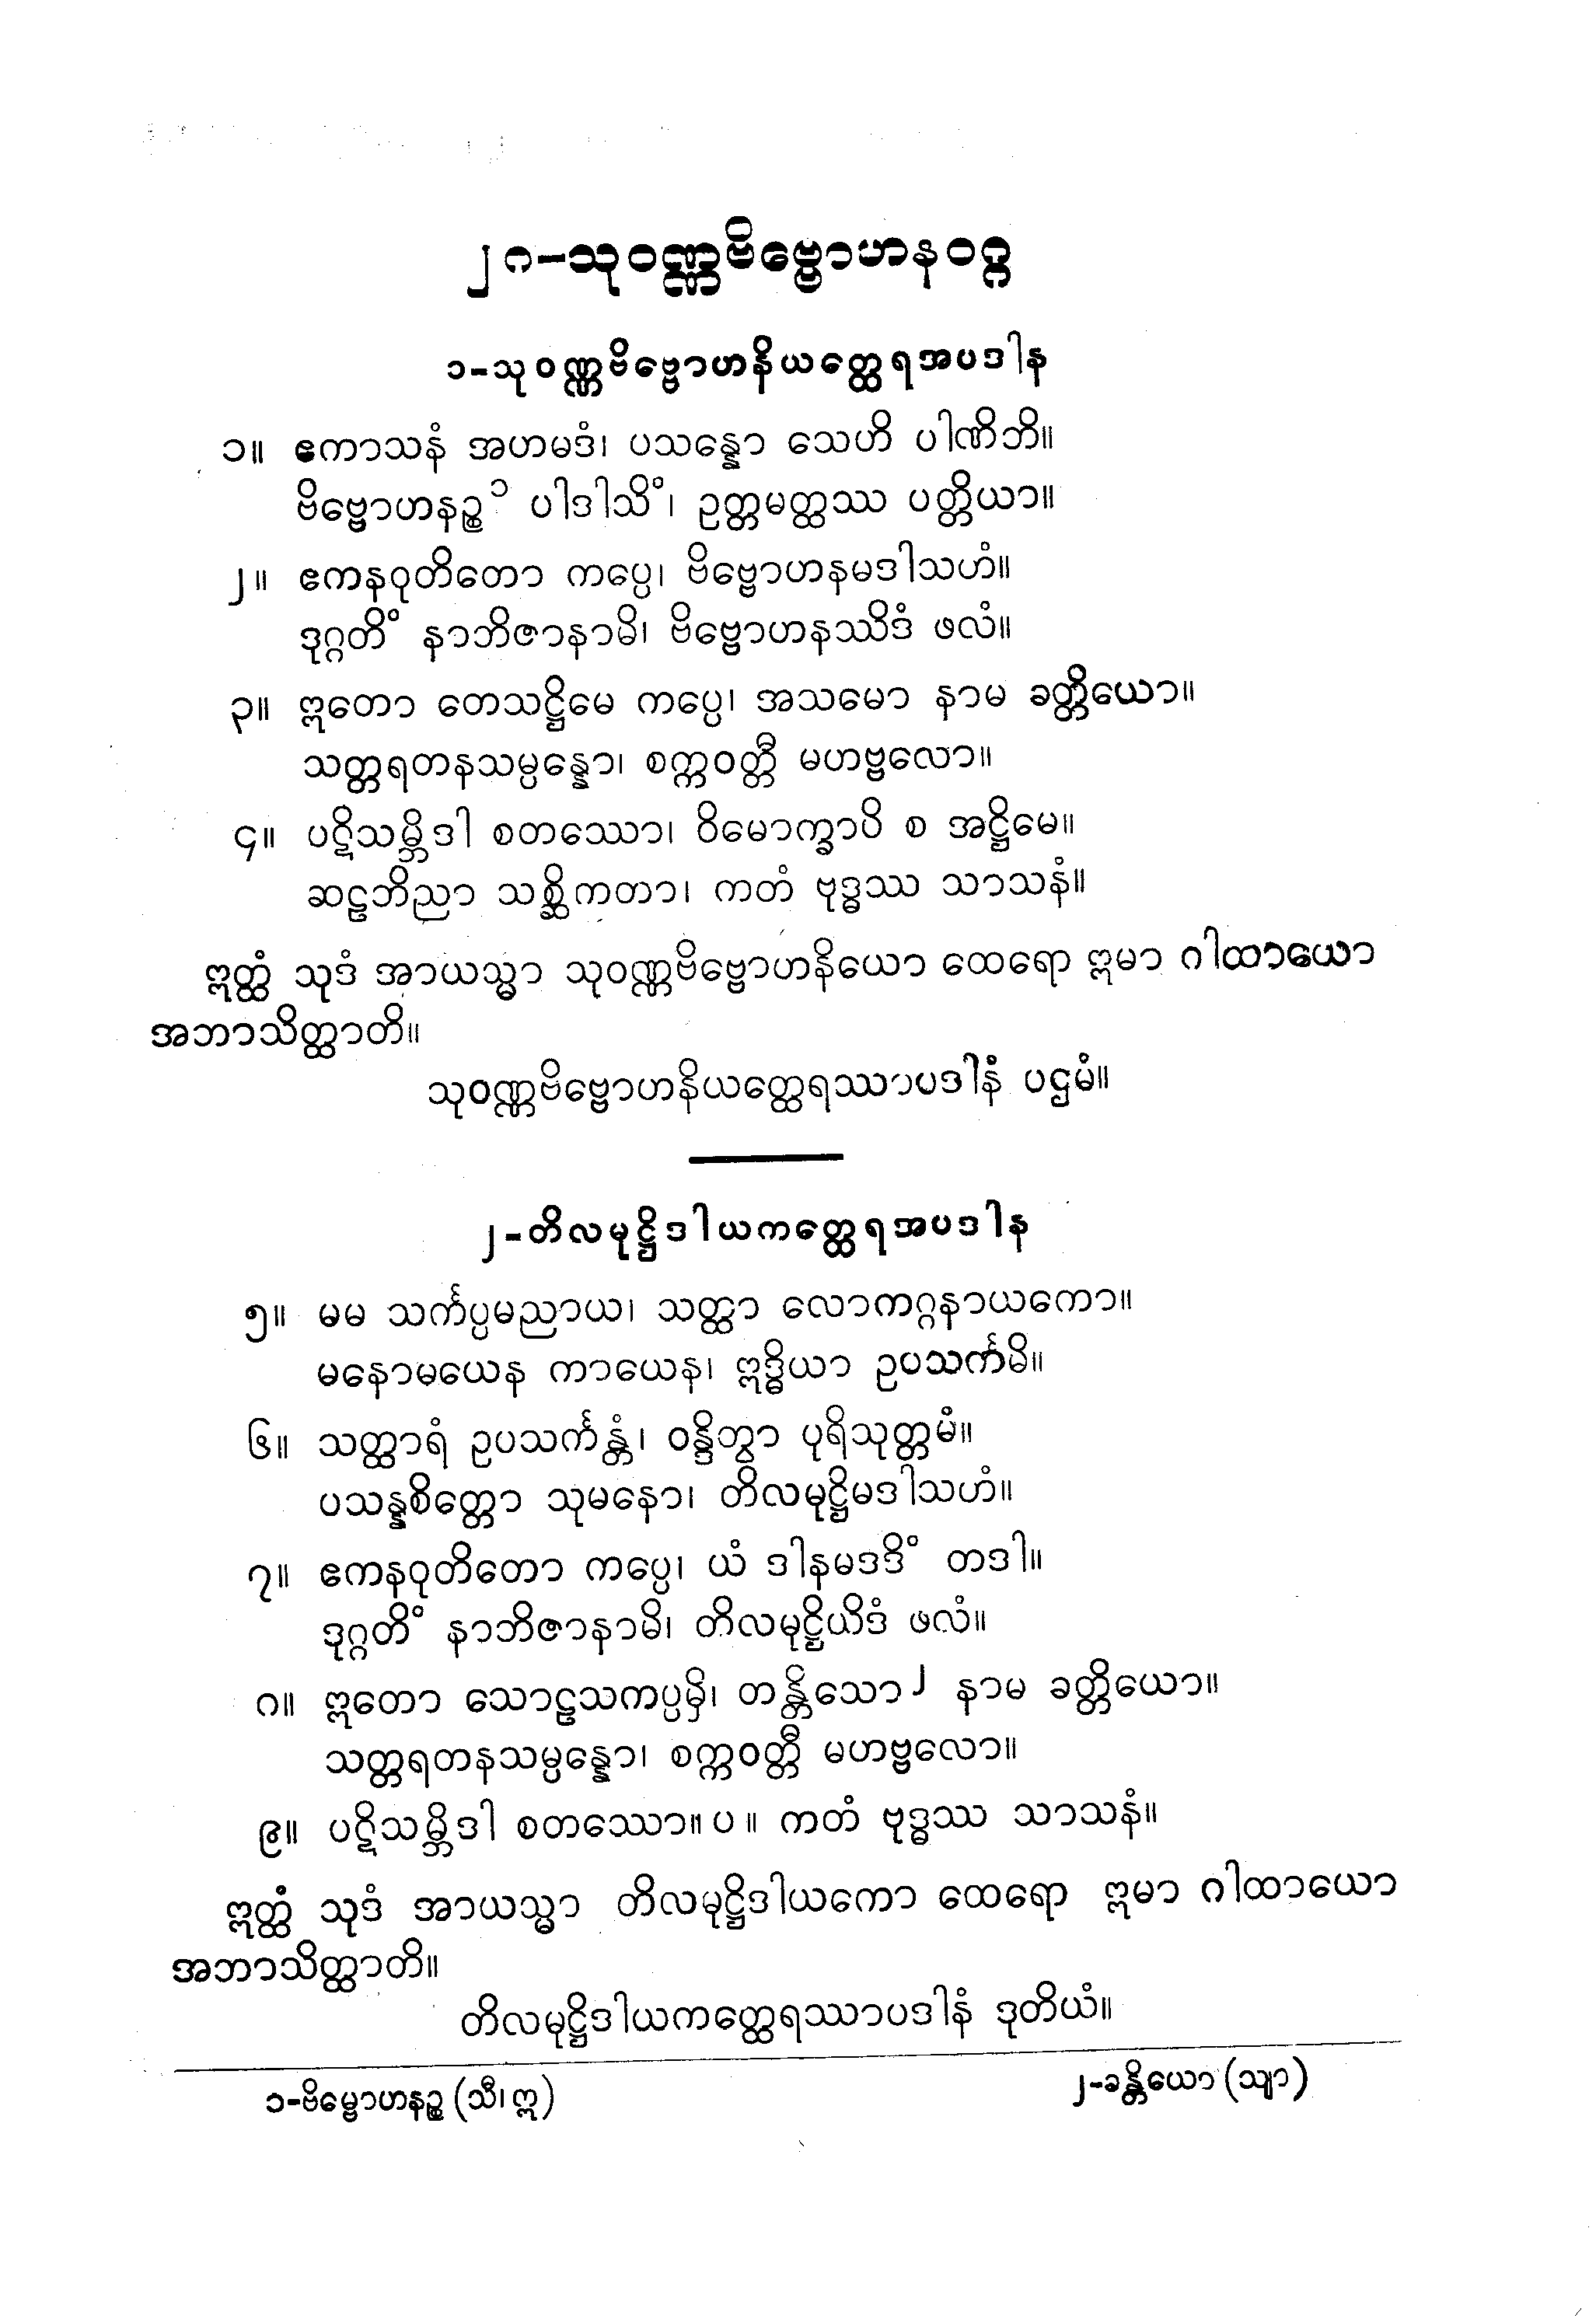 ၂၈-သုဝဏ္ဏဗိဗ္ဗောဟနဝဂ္ဂ
၁-သုဝဏ္ဏဗိဗ္ဗောဟနိယတ္ထေရအပဒါန
၁။ ဧကာသနံ အဟမဒံ၊ ပသန္နော သေဟိ ပါဏိဘိ။
ဗိဗ္ဗောဟနဉ္စ၁ ပါဒါသိံ၊ ဥတ္တမတ္ထဿ ပတ္တိယာ။
၂။ ဧကနဝုတိတော ကပ္ပေ၊ ဗိဗ္ဗောဟနမဒါသဟံ။
ဒုဂ္ဂတိံ နာဘိဇာနာမိ၊ ဗိဗ္ဗောဟနဿိဒံ ဖလံ။
၃။ ဣတော တေသဋ္ဌိမေ ကပ္ပေ၊ အသမော နာမ ခတ္တိယော။
သတ္တရတနသမ္ပန္နော၊ စက္ကဝတ္တီ မဟဗ္ဗလော။
၄။ ပဋိသမ္ဘိဒါ စတဿော၊ ဝိမောက္ခာပိ စ အဋ္ဌိမေ။
ဆဠဘိညာ သစ္ဆိကတာ၊ ကတံ ဗုဒ္ဓဿ သာသနံ။
ဣတ္ထံ သုဒံ အာယသ္မာ သုဝဏ္ဏဗိဗ္ဗောဟနိယော ထေရော ဣမာ ဂါထာယော
အဘာသိတ္ထာတိ။
သုဝဏ္ဏဗိဗ္ဗောဟနိယတ္ထေရဿာပဒါနံ ပဌမံ။
၂-တိလမုဋ္ဌိဒါယကတ္ထေရအပဒါန
၅။ မမ သင်္ကပ္ပမညာယ၊ သတ္ထာ လောကဂ္ဂနာယကော။
မနောမယေန ကာယေန၊ ဣဒ္ဓိယာ ဥပသင်္ကမိ။
၆။ သတ္ထာရံ ဥပသင်္ကန္တံ၊ ဝန္ဒိတွာ ပုရိသုတ္တမံ။
ပသန္နစိတ္တော သုမနော၊ တိလမုဋ္ဌိမဒါသဟံ။
၇။ ဧကနဝုတိတော ကပ္ပေ၊ ယံ ဒါနမဒဒိံ တဒါ။
ဒုဂ္ဂတိံ နာဘိဇာနာမိ၊ တိလမုဋ္ဌိယိဒံ ဖလံ။
၈။ ဣတော သောဠသကပ္ပမှိ၊ တန္တိသော၂ နာမ ခတ္တိယော။
သတ္တရတနသမ္ပန္နော၊ စက္ကဝတ္တီ မဟဗ္ဗလော။
၉။ ပဋိသမ္ဘိဒါ စတဿော။ပ။ ကတံ ဗုဒ္ဓဿ သာသနံ။
ဣတ္ထံ သုဒံ အာယသ္မာ တိလမုဋ္ဌိဒါယကော ထေရော ဣမာ ဂါထာယော
အဘာသိတ္ထာတိ။
တိလမုဋ္ဌိဒါယကတ္ထေရဿာပဒါနံ ဒုတိယံ။
၁-ဗိမ္ဗောဟနဉ္စ (သီ၊ဣ) ၂-ခန္တိယော (သျာ)